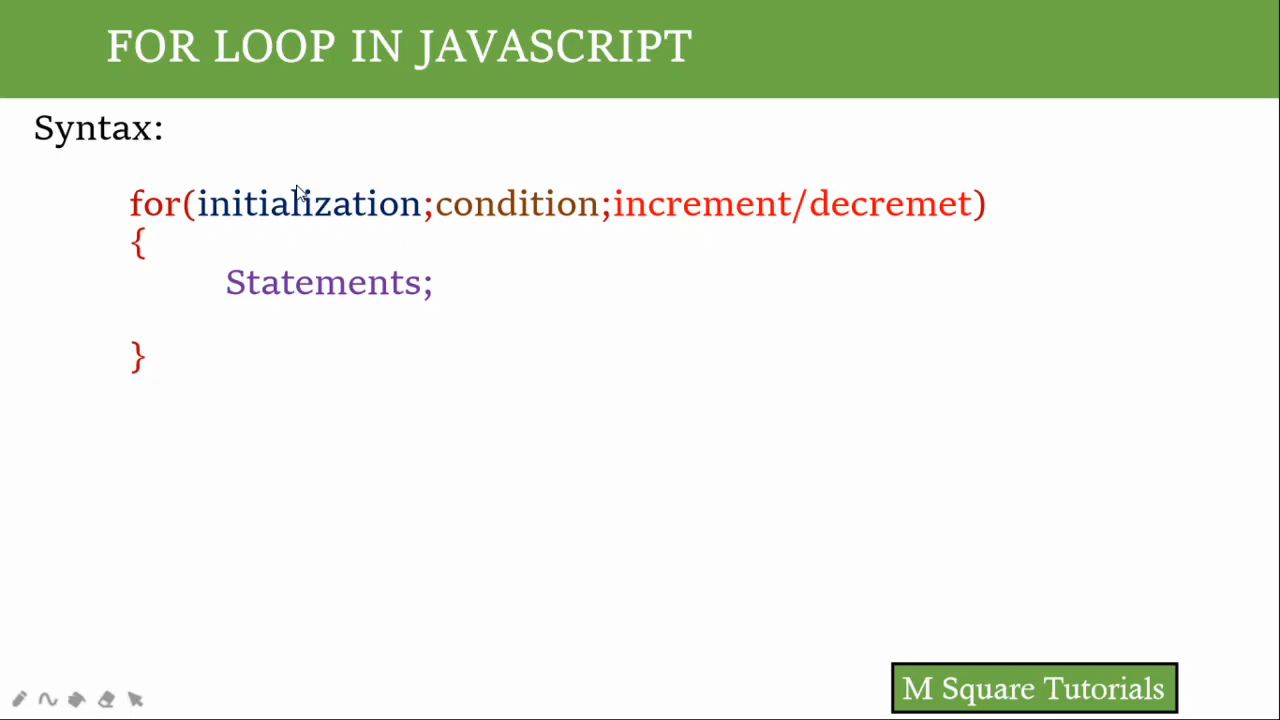 FOR LOOP IN JAVASCRIPT
Syntax:
for(initialization;condition;increment/decremet)
{
Statements;
}
M Square Tutorials